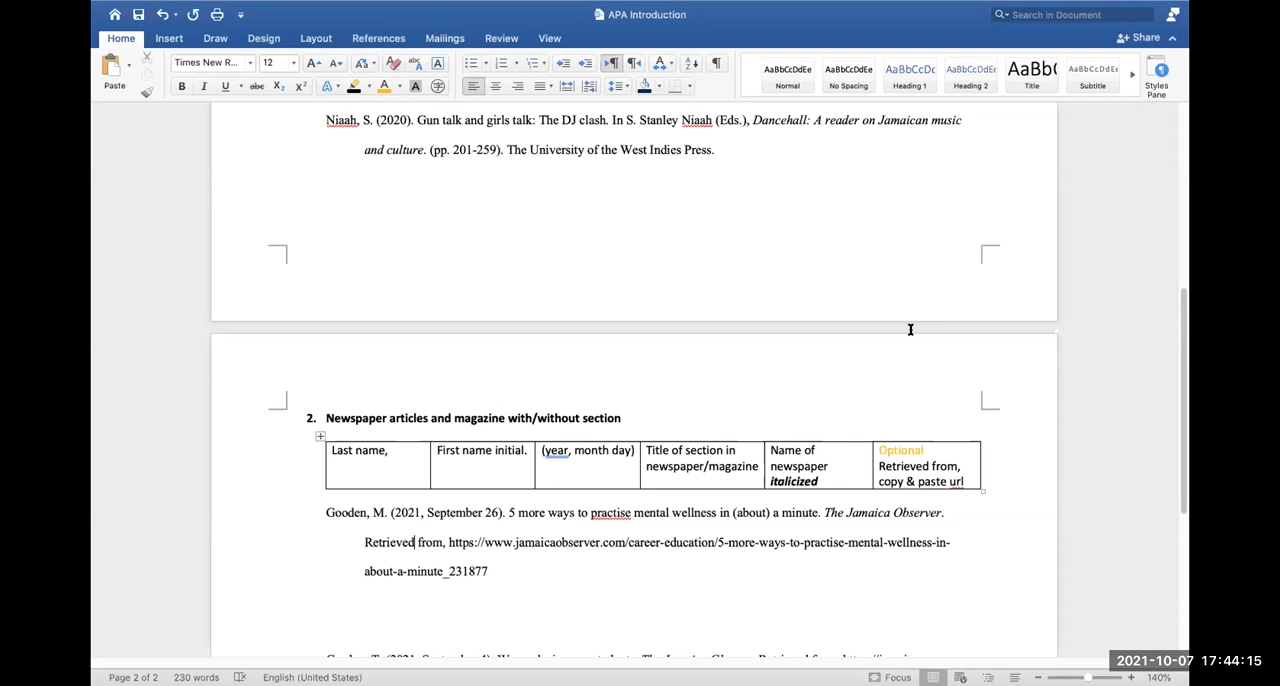 APA Introduction
Search in Document
Home Insert Draw Design Layout References Mailings Review View
Share
Paste
Times New R... 12
AaBbCcDdEe AaBbCcDdEe AaBbCcDc AaBbCcDdEe AaBb( AaBbCcDdEe
Normal No Spacing Heading 1 Heading 2 Title Subtitle
Styles
Pane
Niaah, S. (2020). Gun talk and girls talk: The DJ clash. In S. Stanley Niaah (Eds.), Dancehall: A reader on Jamaican music
and culture. (pp. 201-259). The University of the West Indies Press.
2. Newspaper articles and magazine with/without section
Last name, First name initial. (year, month day) Title of section in Name of Optional
newspaper/magazine newspaper Retrieved from,
italicized copy & paste url
Gooden, M. (2021, September 26). 5 more ways to practise mental wellness in (about) a minute. The Jamaica Observer.
Retrieved from, https://www.jamaicaobserver.com/career-education/5-more-ways-to-practise-mental-wellness-in-
about-a-minute_231877
2021-10-07 17:44:15
Page 2 of 2 230 words English (United States) Focus 140%